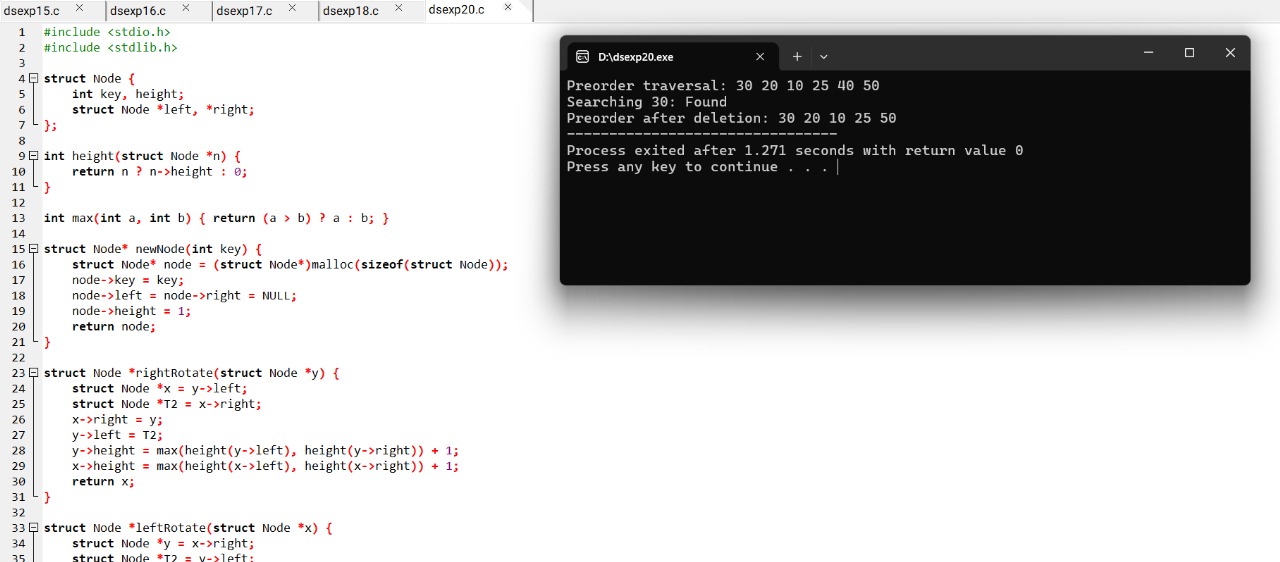 dsexp15.c × dsexp16.c × dsexp17.c × dsexp18.c × dsexp20.c ×
1 #include <stdio.h>
2 #include <stdlib.h>
3
4 struct Node {
5     int key, height;
6     struct Node *left, *right;
7 };
8
9 int height(struct Node *n) {
10     return n ? n->height : 0;
11 }
12
13 int max(int a, int b) { return (a > b) ? a : b; }
14
15 struct Node* newNode(int key) {
16     struct Node* node = (struct Node*)malloc(sizeof(struct Node));
17     node->key = key;
18     node->left = node->right = NULL;
19     node->height = 1;
20     return node;
21 }
22
23 struct Node *rightRotate(struct Node *y) {
24     struct Node *x = y->left;
25     struct Node *T2 = x->right;
26     x->right = y;
27     y->left = T2;
28     y->height = max(height(y->left), height(y->right)) + 1;
29     x->height = max(height(x->left), height(x->right)) + 1;
30     return x;
31 }
32
33 struct Node *leftRotate(struct Node *x) {
34     struct Node *y = x->right;
35     struct Node *T2 = y->left;
D:\dsexp20.exe
Preorder traversal: 30 20 10 25 40 50
Searching 30: Found
Preorder after deletion: 30 20 10 25 50
--------------------------------
Process exited after 1.271 seconds with return value 0
Press any key to continue . . .